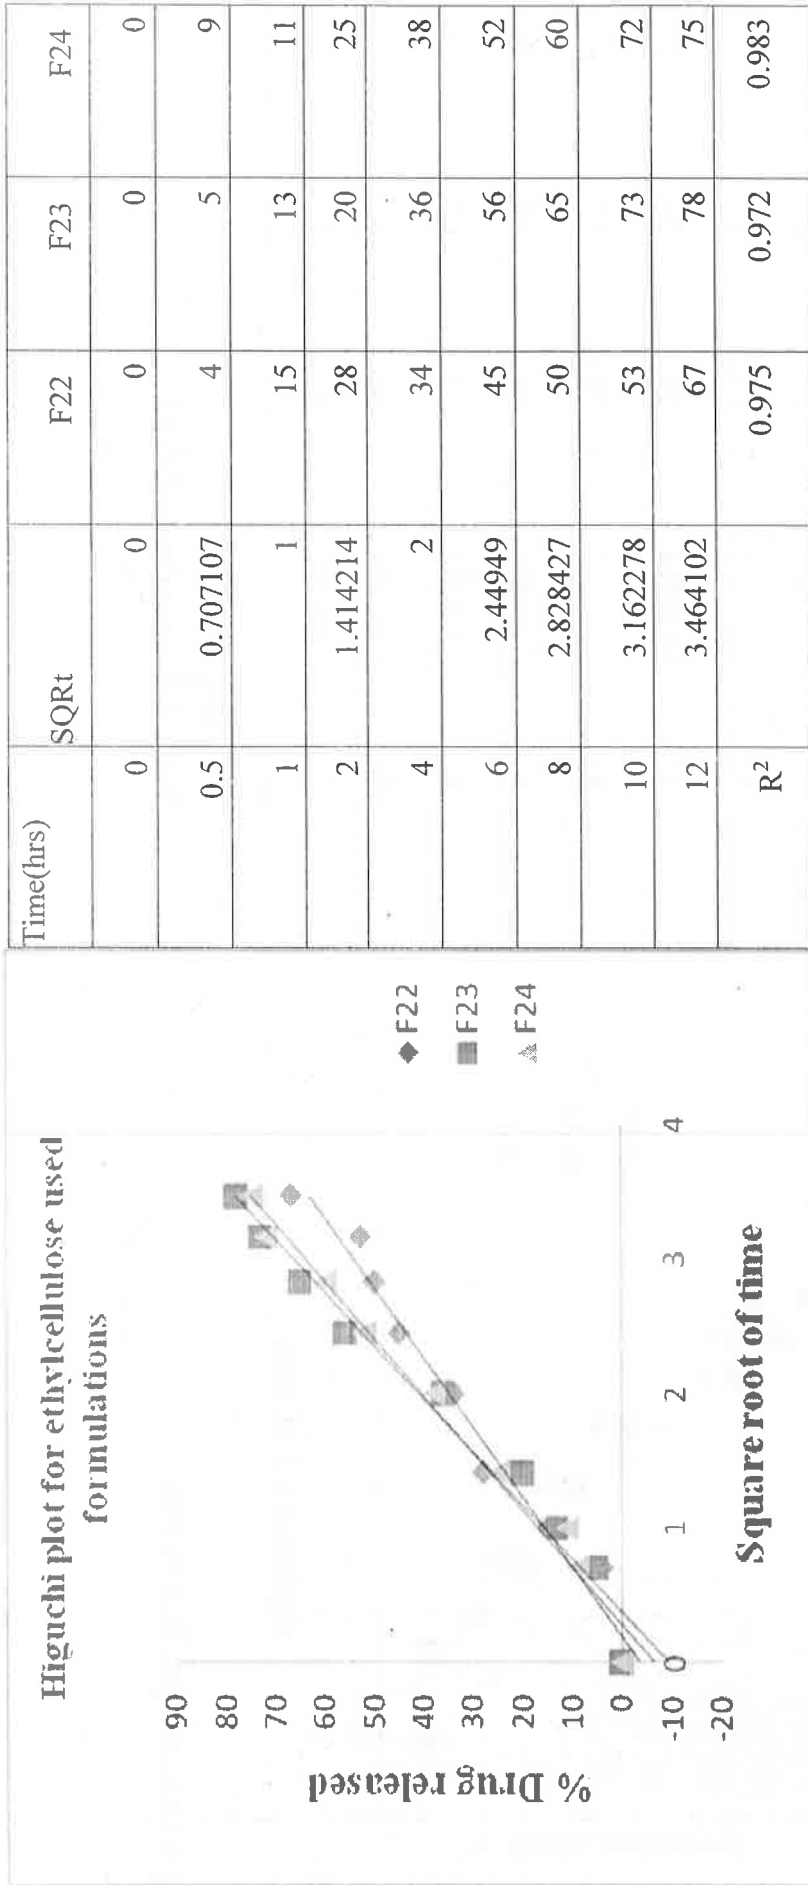 Higuchi plot for ethylcellulose used
formulations
90
80
70
60
50
40
30
20
10
0
-10
-20
% Drug released
0 1 2 3 4
Square root of time
F22
F23
F24
Time(hrs) SQRt F22 F23 F24
0 0 0 0 0
0.5 0.707107 4 5 9
1 1 15 13 11
2 1.414214 28 20 25
4 2 34 36 38
6 2.44949 45 56 52
8 2.828427 50 65 60
10 3.162278 53 73 72
12 3.464102 67 78 75
R² 0.975 0.972 0.983